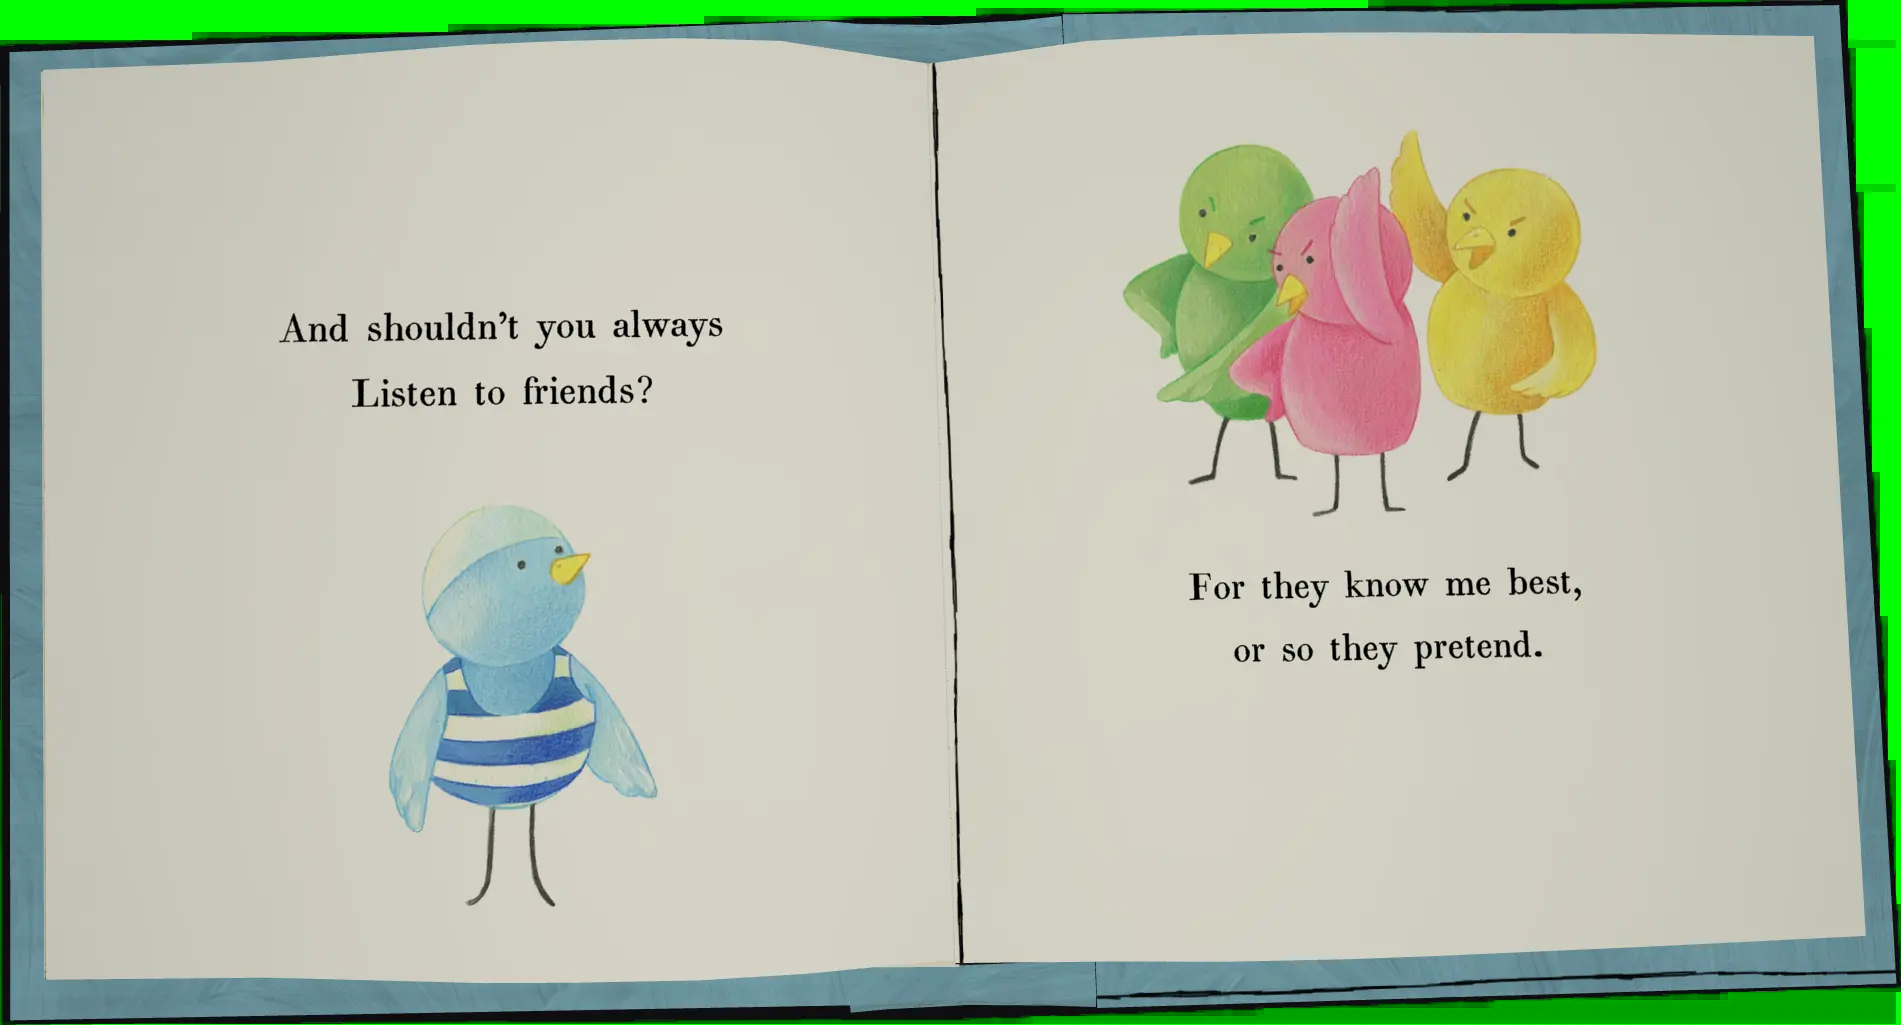 And shouldn't you always
Listen to friends?
For they know me best,
or so they pretend.